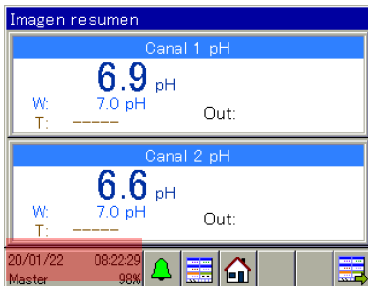 Imagen resumen
Canal 1 pH
6.9 pH
W: 7.0 pH
Out:
T: -----
Canal 2 pH
6.6 pH
W: 7.0 pH
Out:
T: -----
20/01/22 08:22:29
Master 98%